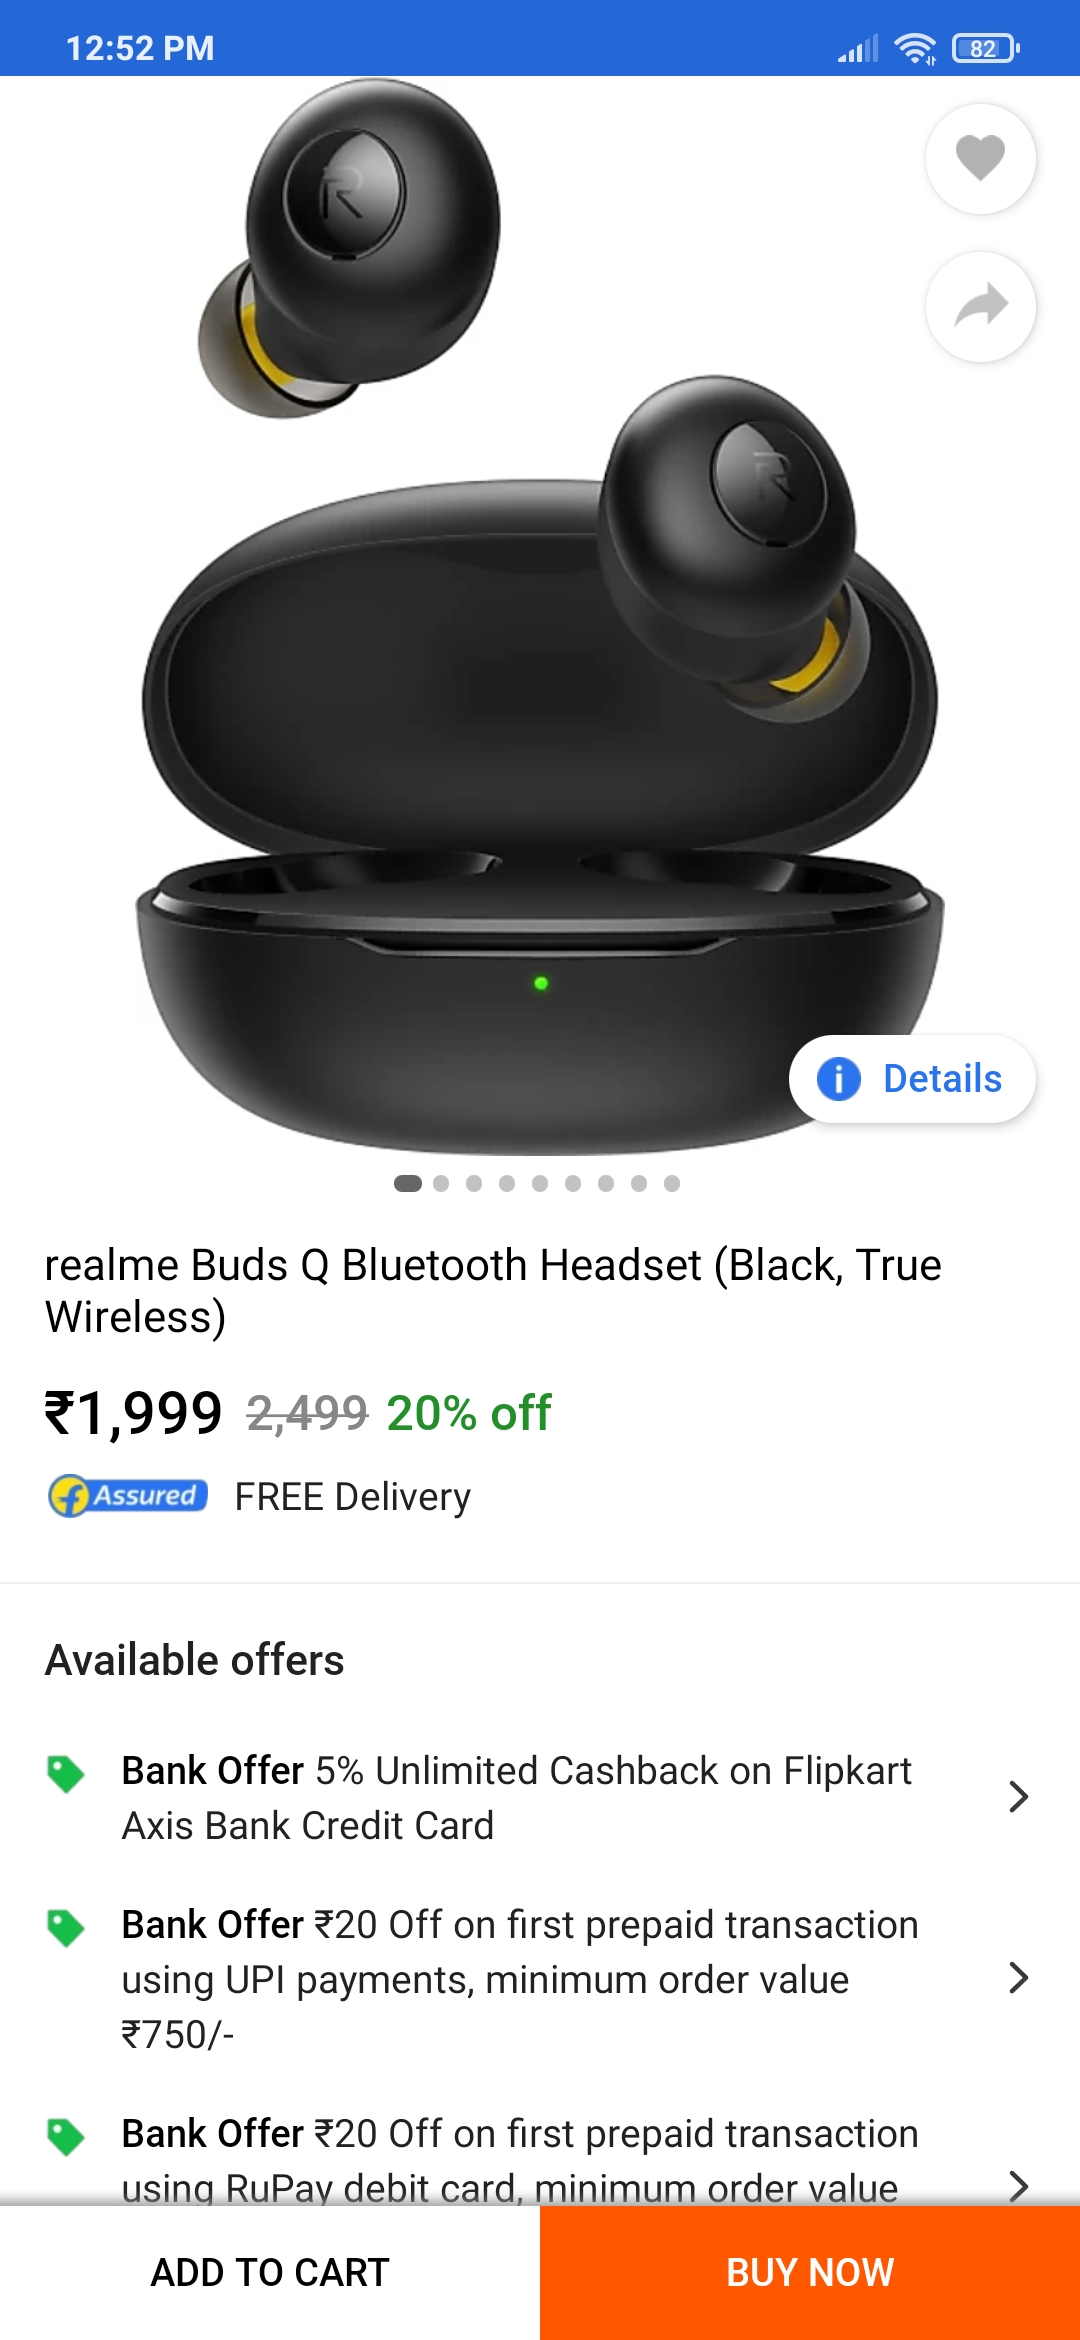 12:52 PM
82
R
R
Details
realme Buds Q Bluetooth Headset (Black, True
Wireless)
₹1,999 2,499 20% off
Assured FREE Delivery
Available offers
Bank Offer 5% Unlimited Cashback on Flipkart
Axis Bank Credit Card
Bank Offer ₹20 Off on first prepaid transaction
using UPI payments, minimum order value
₹750/-
Bank Offer ₹20 Off on first prepaid transaction
using RuPay debit card, minimum order value
ADD TO CART
BUY NOW